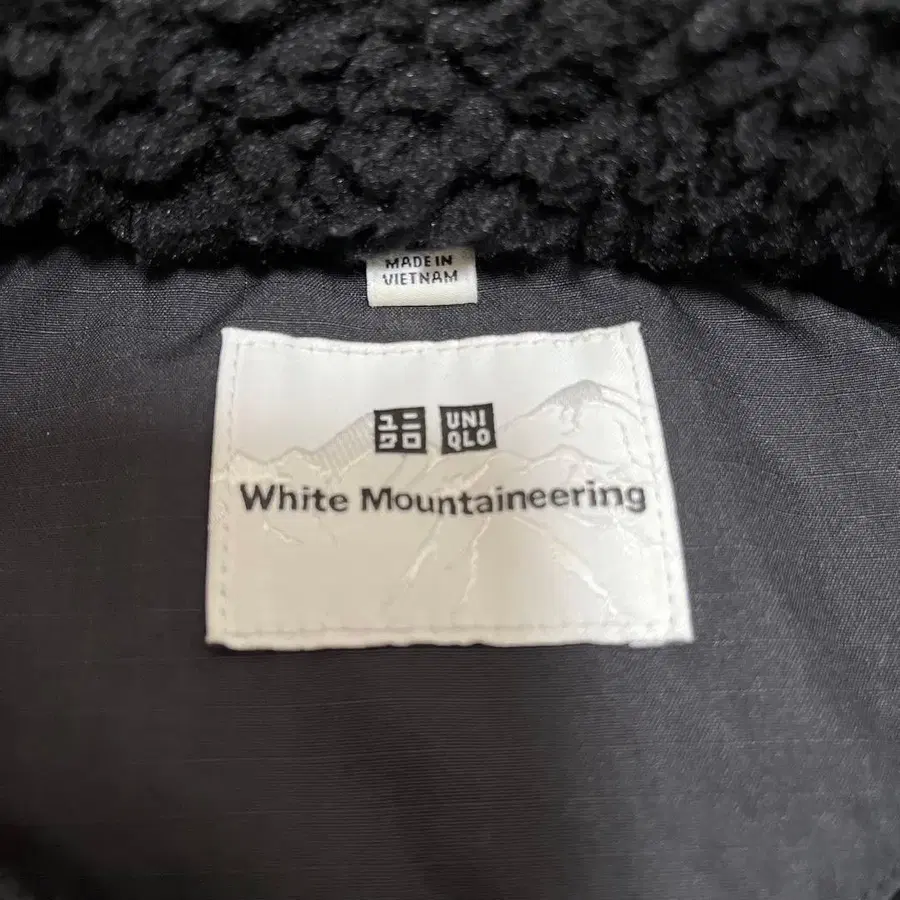 MADE IN
VIETNAM
ユニ UNI
クロ QLO
White Mountaineering